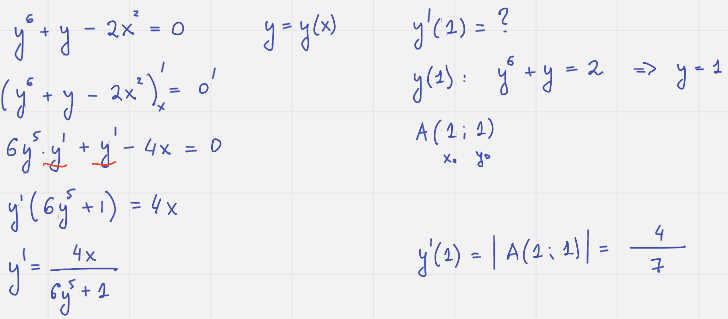 y⁶ + y - 2x² = 0
y = y(x)
y'(1) = ?
y(1): y⁶ + y = 2 => y = 1
(y⁶ + y - 2x²)'ₓ = 0'
A(1; 1)
x₀ y₀
6y⁵·y' + y' - 4x = 0
y'(6y⁵ + 1) = 4x
y' = 4x / (6y⁵ + 1)
y'(1) = |A(1; 1)| = 4/7